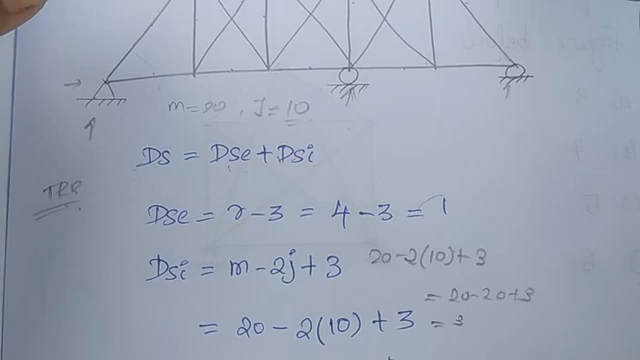 m=20, J=10
Ds = Dse + Dsi
Dse = r-3 = 4-3 = 1
Dsi = m-2j+3 20-2(10)+3
= 20-20+3
= 20-2(10)+3 = 3